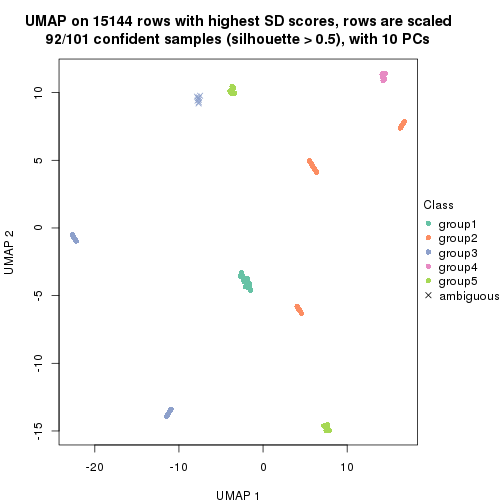 UMAP on 15144 rows with highest SD scores, rows are scaled
92/101 confident samples (silhouette > 0.5), with 10 PCs
10
5
0
-5
-10
-15
UMAP 2
-20
-10
0
10
UMAP 1
Class
group1
group2
group3
group4
group5
ambiguous